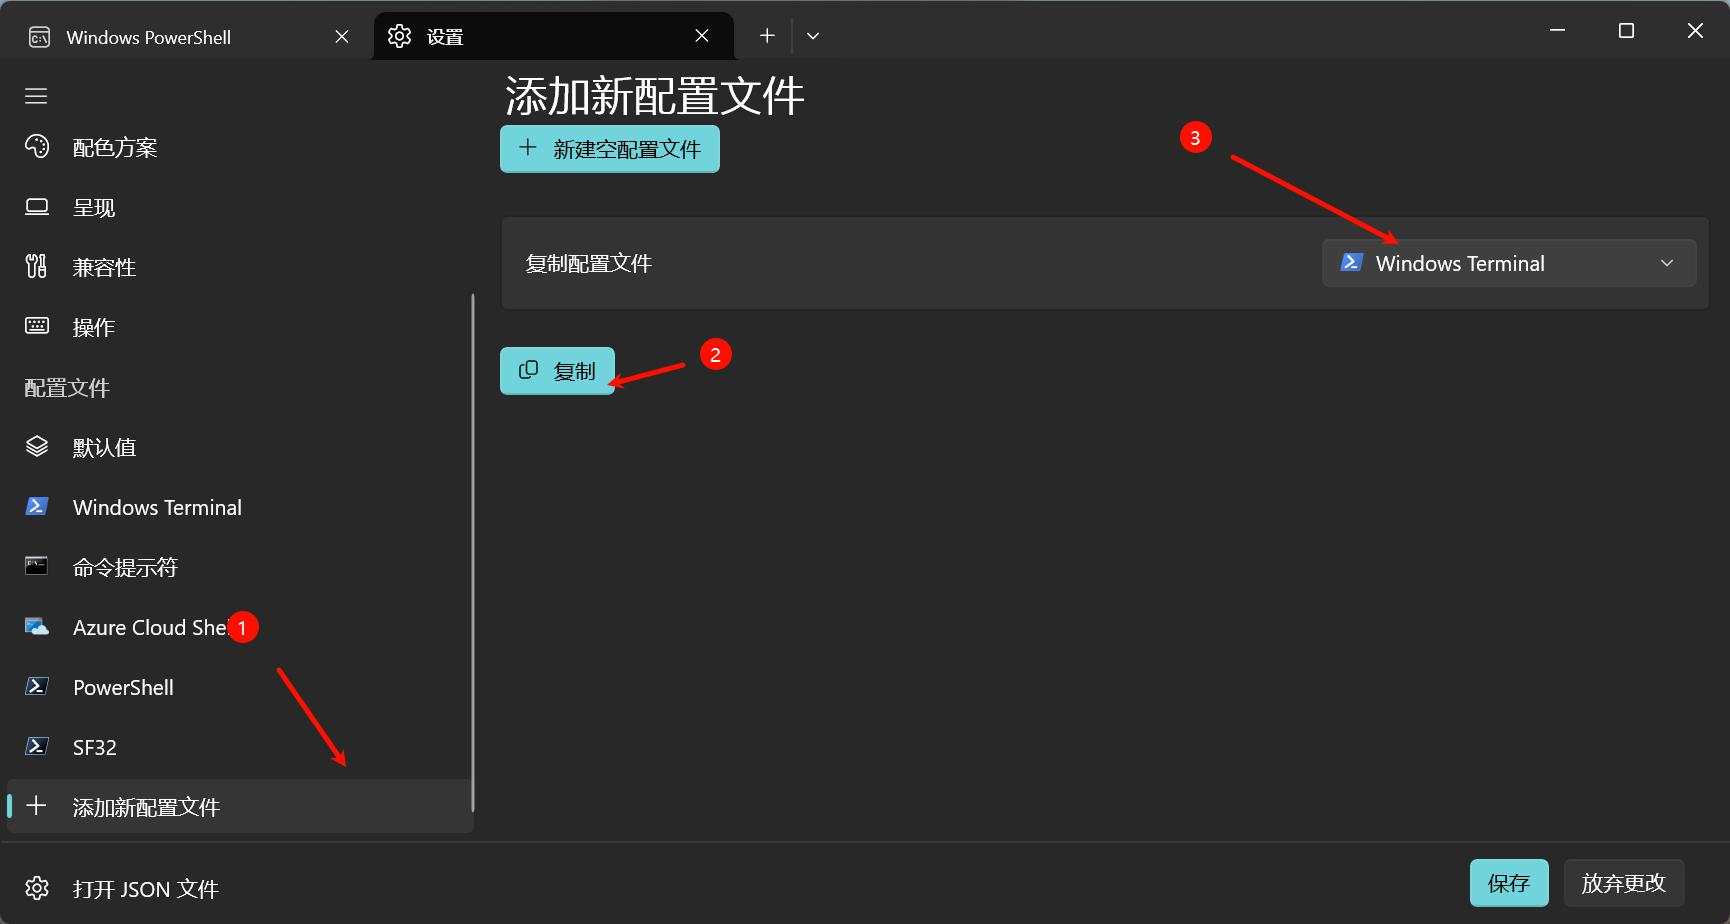 Windows PowerShell
设置
添加新配置文件
配色方案
新建空配置文件
3
呈现
兼容性
复制配置文件
Windows Terminal
操作
2
复制
配置文件
默认值
Windows Terminal
命令提示符
Azure Cloud She
1
PowerShell
SF32
添加新配置文件
打开 JSON 文件
保存
放弃更改